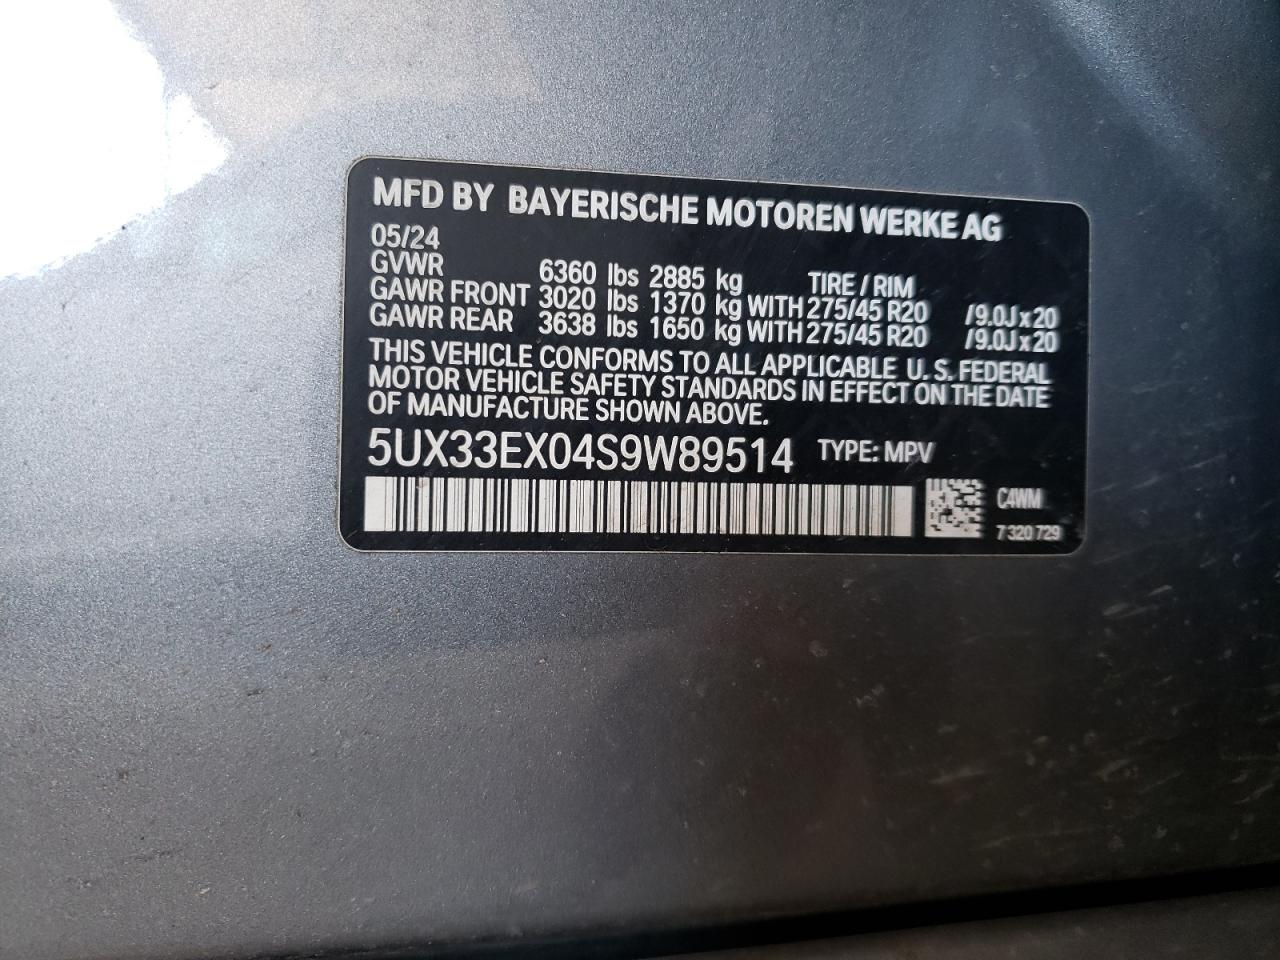 MFD BY BAYERISCHE MOTOREN WERKE AG
05/24
GVWR 6360 lbs 2885 kg TIRE / RIM
GAWR FRONT 3020 lbs 1370 kg WITH 275/45 R20 /9.0J x 20
GAWR REAR 3638 lbs 1650 kg WITH 275/45 R20 /9.0J x 20
THIS VEHICLE CONFORMS TO ALL APPLICABLE U. S. FEDERAL
MOTOR VEHICLE SAFETY STANDARDS IN EFFECT ON THE DATE
OF MANUFACTURE SHOWN ABOVE.
5UX33EX04S9W89514 TYPE: MPV
C4WM
7 320 729